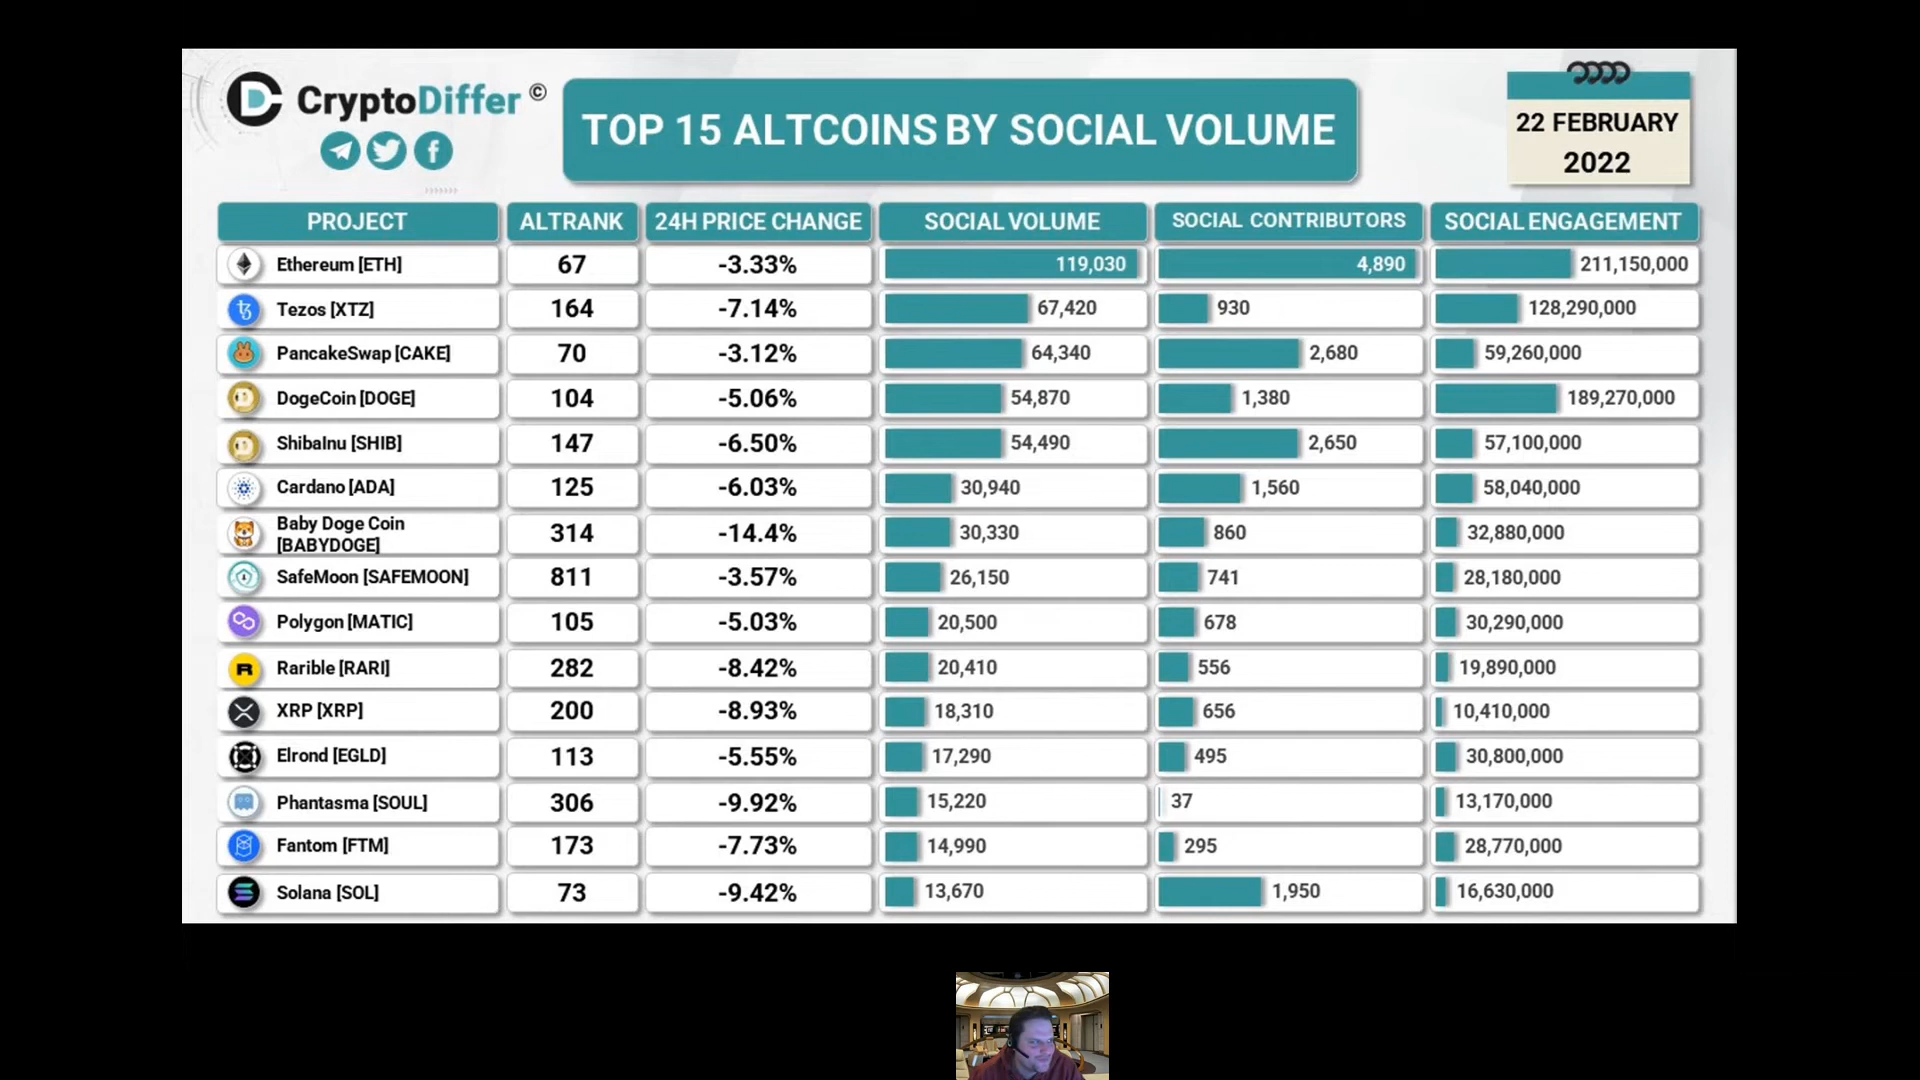 CryptoDiffer ©
TOP 15 ALTCOINS BY SOCIAL VOLUME
22 FEBRUARY
2022
PROJECT ALTRANK 24H PRICE CHANGE SOCIAL VOLUME SOCIAL CONTRIBUTORS SOCIAL ENGAGEMENT
Ethereum [ETH] 67 -3.33% 119,030 4,890 211,150,000
Tezos [XTZ] 164 -7.14% 67,420 930 128,290,000
PancakeSwap [CAKE] 70 -3.12% 64,340 2,680 59,260,000
DogeCoin [DOGE] 104 -5.06% 54,870 1,380 189,270,000
ShibaInu [SHIB] 147 -6.50% 54,490 2,650 57,100,000
Cardano [ADA] 125 -6.03% 30,940 1,560 58,040,000
Baby Doge Coin
[BABYDOGE] 314 -14.4% 30,330 860 32,880,000
SafeMoon [SAFEMOON] 811 -3.57% 26,150 741 28,180,000
Polygon [MATIC] 105 -5.03% 20,500 678 30,290,000
Rarible [RARI] 282 -8.42% 20,410 556 19,890,000
XRP [XRP] 200 -8.93% 18,310 656 10,410,000
Elrond [EGLD] 113 -5.55% 17,290 495 30,800,000
Phantasma [SOUL] 306 -9.92% 15,220 37 13,170,000
Fantom [FTM] 173 -7.73% 14,990 295 28,770,000
Solana [SOL] 73 -9.42% 13,670 1,950 16,630,000